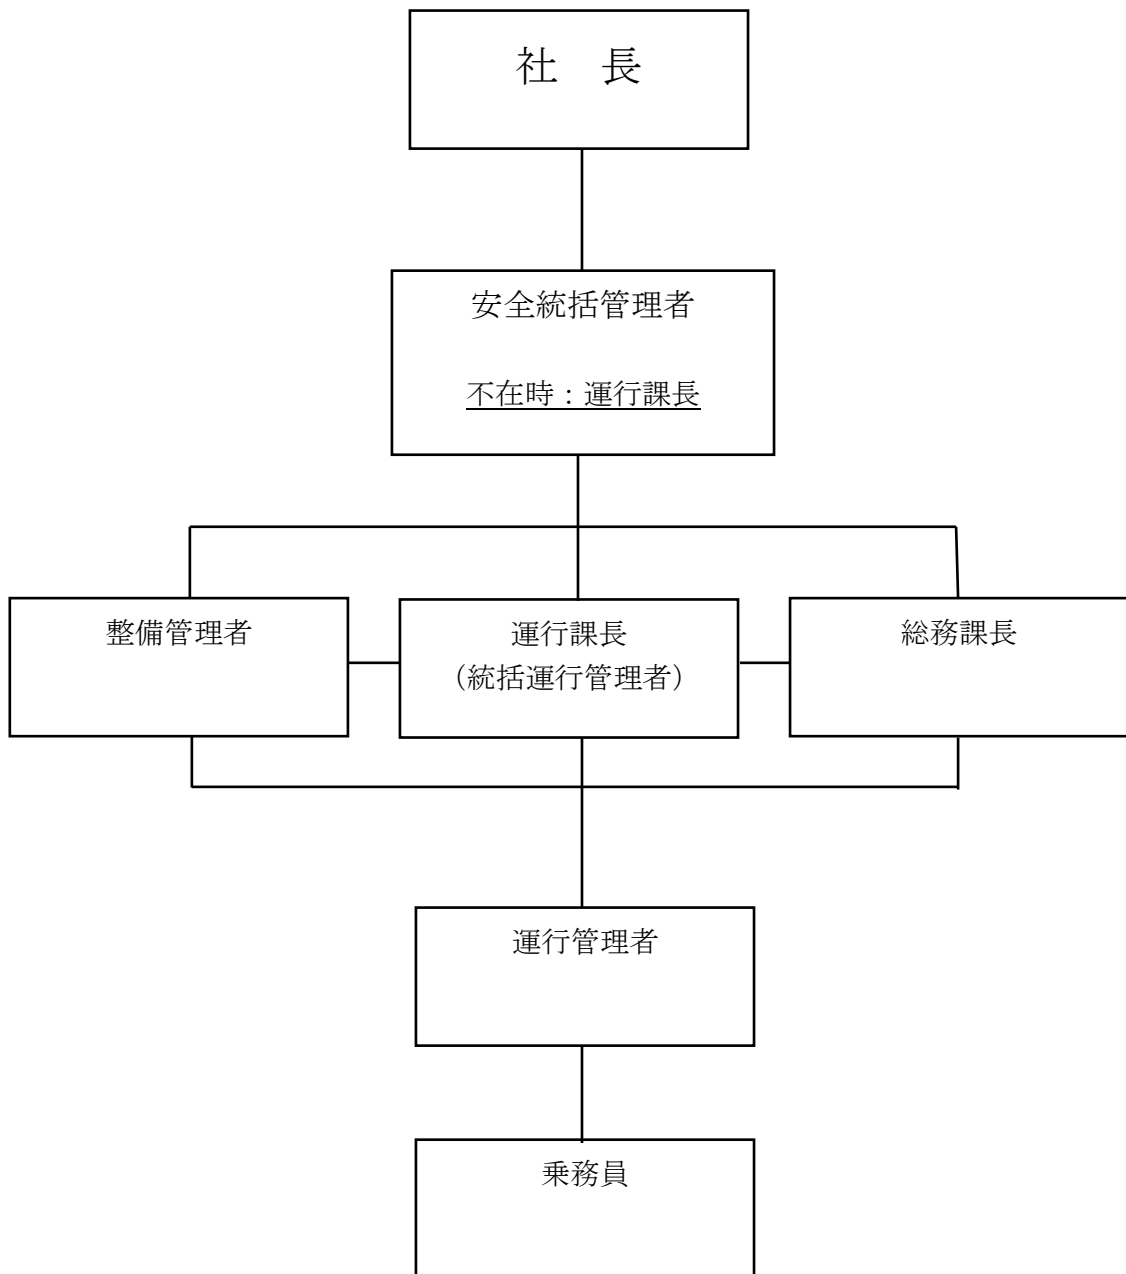 社　長
安全統括管理者
不在時：運行課長
整備管理者
運行課長
（統括運行管理者）
総務課長
運行管理者
乗務員